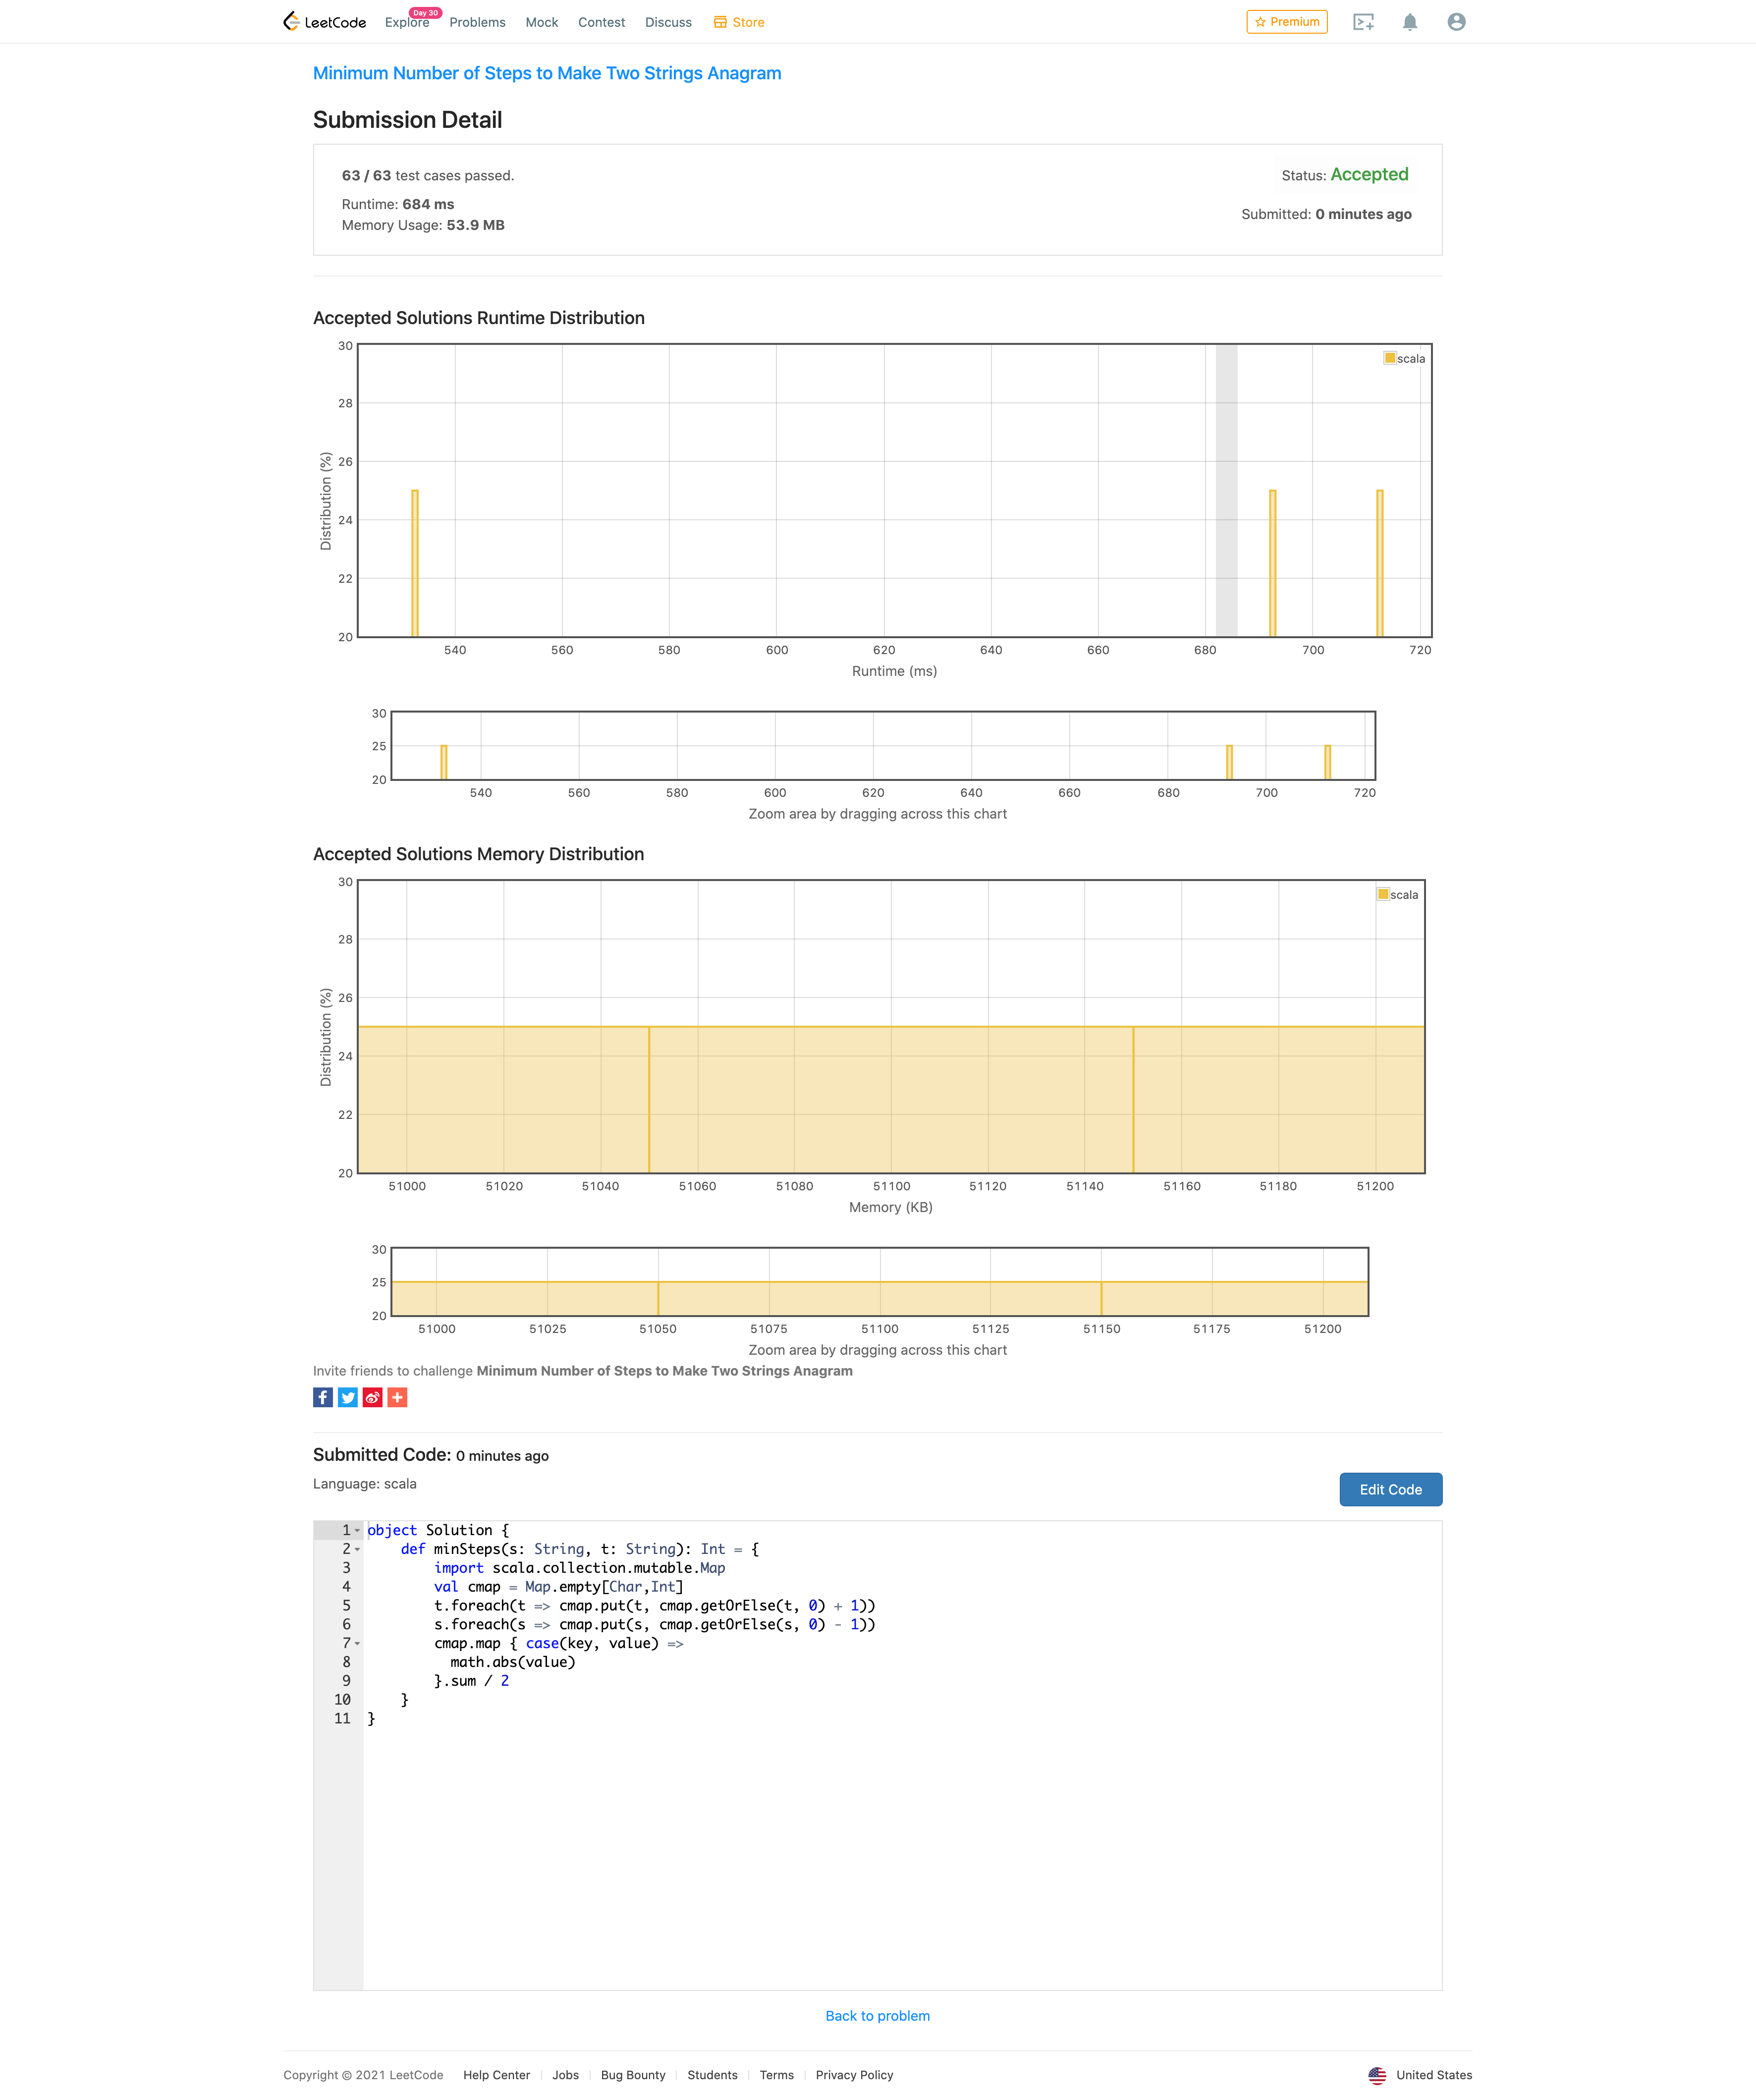 LeetCode Explore Day 30 Problems Mock Contest Discuss Store Premium
Minimum Number of Steps to Make Two Strings Anagram
Submission Detail
63 / 63 test cases passed.
Status: Accepted
Runtime: 684 ms
Submitted: 0 minutes ago
Memory Usage: 53.9 MB
Accepted Solutions Runtime Distribution
30
scala
28
26
Distribution (%)
24
22
20
540 560 580 600 620 640 660 680 700 720
Runtime (ms)
30
25
20
540 560 580 600 620 640 660 680 700 720
Zoom area by dragging across this chart
Accepted Solutions Memory Distribution
30
scala
28
26
Distribution (%)
24
22
20
51000 51020 51040 51060 51080 51100 51120 51140 51160 51180 51200
Memory (KB)
30
25
20
51000 51025 51050 51075 51100 51125 51150 51175 51200
Zoom area by dragging across this chart
Invite friends to challenge Minimum Number of Steps to Make Two Strings Anagram
Submitted Code: 0 minutes ago
Language: scala
Edit Code
1 object Solution {
2     def minSteps(s: String, t: String): Int = {
3         import scala.collection.mutable.Map
4         val cmap = Map.empty[Char,Int]
5         t.foreach(t => cmap.put(t, cmap.getOrElse(t, 0) + 1))
6         s.foreach(s => cmap.put(s, cmap.getOrElse(s, 0) - 1))
7         cmap.map { case(key, value) =>
8           math.abs(value)
9         }.sum / 2
10     }
11 }
Back to problem
Copyright © 2021 LeetCode Help Center Jobs Bug Bounty Students Terms Privacy Policy United States